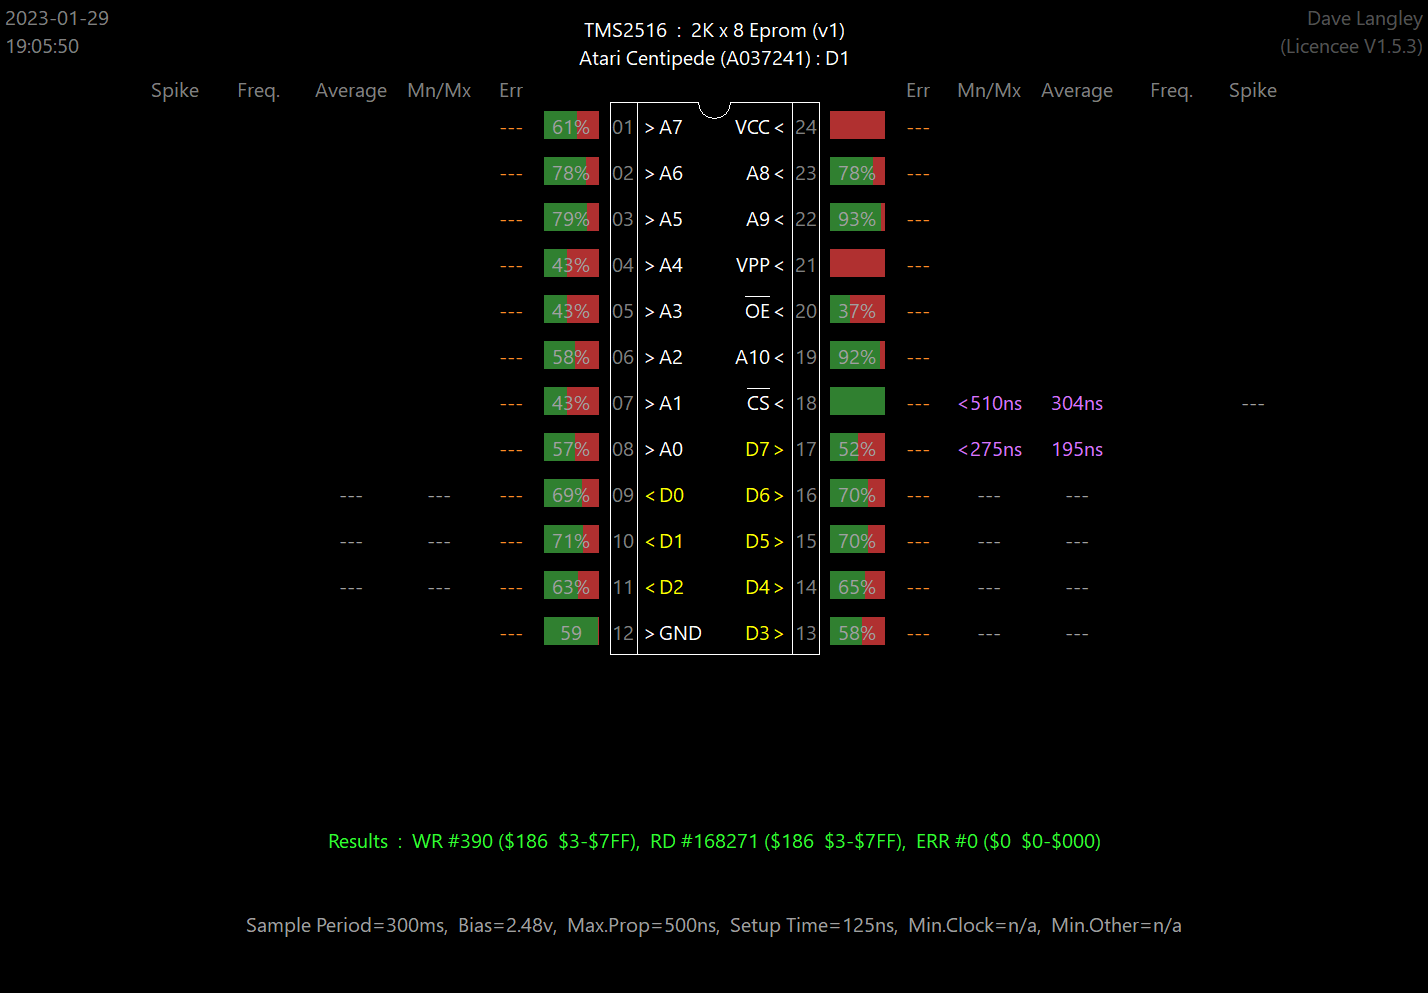 2023-01-29
19:05:50
TMS2516 : 2K x 8 Eprom (v1)
Atari Centipede (A037241) : D1
Dave Langley
(Licencee V1.5.3)
Spike Freq. Average Mn/Mx Err Err Mn/Mx Average Freq. Spike
--- 61% 01 > A7 VCC < 24 ---
--- 78% 02 > A6 A8 < 23 78% ---
--- 79% 03 > A5 A9 < 22 93% ---
--- 43% 04 > A4 VPP < 21 ---
--- 43% 05 > A3 OE < 20 37% ---
--- 58% 06 > A2 A10 < 19 92% ---
--- 43% 07 > A1 CS < 18 --- <510ns 304ns ---
--- 57% 08 > A0 D7 > 17 52% --- <275ns 195ns
--- --- --- 69% 09 < D0 D6 > 16 70% --- --- ---
--- --- --- 71% 10 < D1 D5 > 15 70% --- --- ---
--- --- --- 63% 11 < D2 D4 > 14 65% --- --- ---
--- 59 12 > GND D3 > 13 58% --- --- ---
Results : WR #390 ($186 $3-$7FF), RD #168271 ($186 $3-$7FF), ERR #0 ($0 $0-$000)
Sample Period=300ms, Bias=2.48v, Max.Prop=500ns, Setup Time=125ns, Min.Clock=n/a, Min.Other=n/a